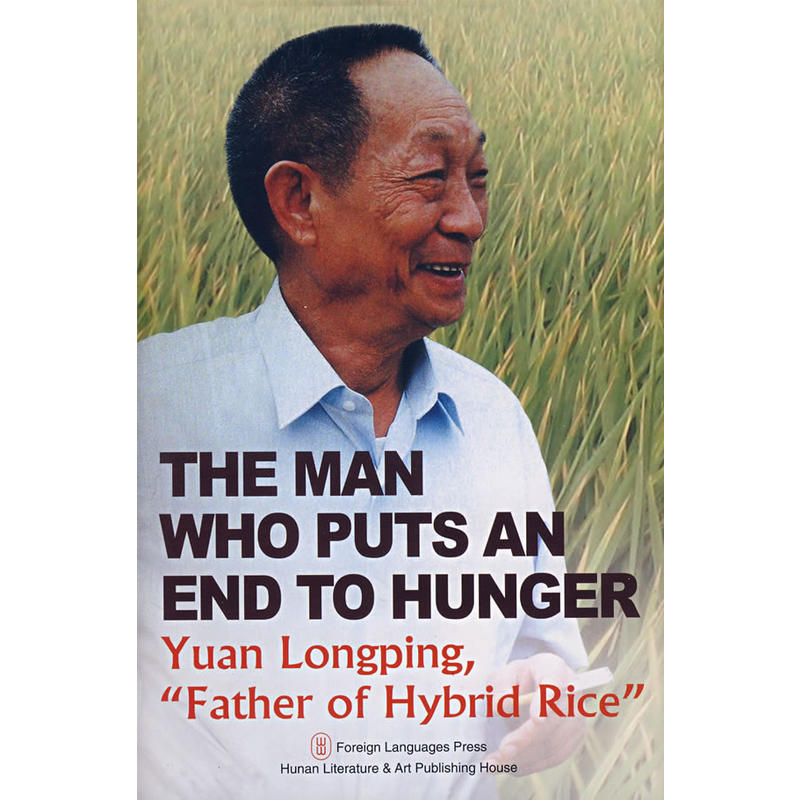 THE MAN
WHO PUTS AN
END TO HUNGER
Yuan Longping,
“Father of Hybrid Rice”
Foreign Languages Press
Hunan Literature & Art Publishing House